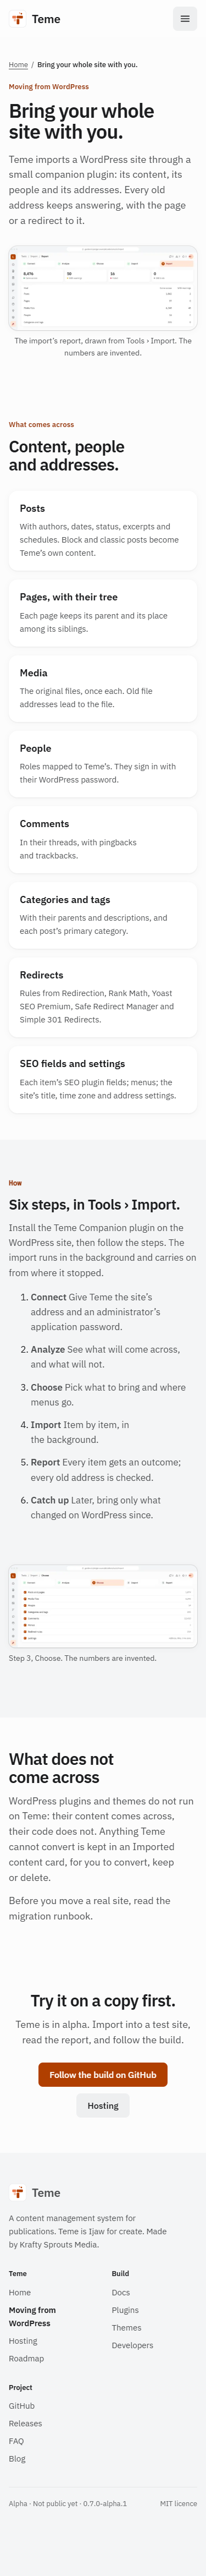 Teme
Home / Bring your whole site with you.
Moving from WordPress
Bring your whole
site with you.
Teme imports a WordPress site through a
small companion plugin: its content, its
people and its addresses. Every old
address keeps answering, with the page
or a redirect to it.
The import's report, drawn from Tools › Import. The
numbers are invented.
What comes across
Content, people
and addresses.
Posts
With authors, dates, status, excerpts and
schedules. Block and classic posts become
Teme's own content.
Pages, with their tree
Each page keeps its parent and its place
among its siblings.
Media
The original files, once each. Old file
addresses lead to the file.
People
Roles mapped to Teme's. They sign in with
their WordPress password.
Comments
In their threads, with pingbacks
and trackbacks.
Categories and tags
With their parents and descriptions, and
each post's primary category.
Redirects
Rules from Redirection, Rank Math, Yoast
SEO Premium, Safe Redirect Manager and
Simple 301 Redirects.
SEO fields and settings
Each item's SEO plugin fields; menus; the
site's title, time zone and address settings.
How
Six steps, in Tools › Import.
Install the Teme Companion plugin on the
WordPress site, then follow the steps. The
import runs in the background and carries on
from where it stopped.
1. Connect Give Teme the site's
address and an administrator's
application password.
2. Analyze See what will come across,
and what will not.
3. Choose Pick what to bring and where
menus go.
4. Import Item by item, in
the background.
5. Report Every item gets an outcome;
every old address is checked.
6. Catch up Later, bring only what
changed on WordPress since.
Step 3, Choose. The numbers are invented.
What does not
come across
WordPress plugins and themes do not run
on Teme: their content comes across,
their code does not. Anything Teme
cannot convert is kept in an Imported
content card, for you to convert, keep
or delete.
Before you move a real site, read the
migration runbook.
Try it on a copy first.
Teme is in alpha. Import into a test site,
read the report, and follow the build.
Follow the build on GitHub
Hosting
Teme
A content management system for
publications. Teme is Ijaw for create. Made
by Krafty Sprouts Media.
Teme
Home
Moving from
WordPress
Hosting
Roadmap
Build
Docs
Plugins
Themes
Developers
Project
GitHub
Releases
FAQ
Blog
Alpha · Not public yet · 0.7.0-alpha.1
MIT licence